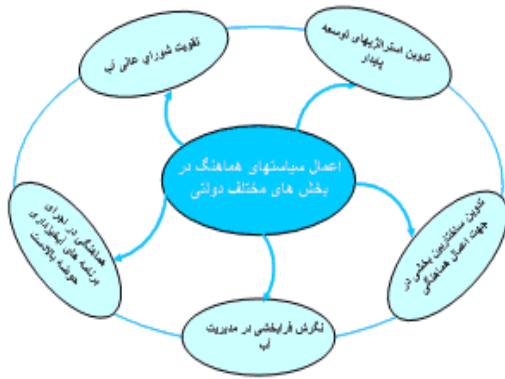 تدوین استراتژیهای توسعه
پایدار
تقویت شورای عالی آب
اعمال سیاستهای هماهنگ در
بخش های مختلف دولتی
تدوین ساختاربین بخشی در
جهت اعمال هماهنگی
هماهنگی در اجرای
برنامه های آبخیزداری
حوضه بالادست
نگرش فرابخشی در مدیریت
آب